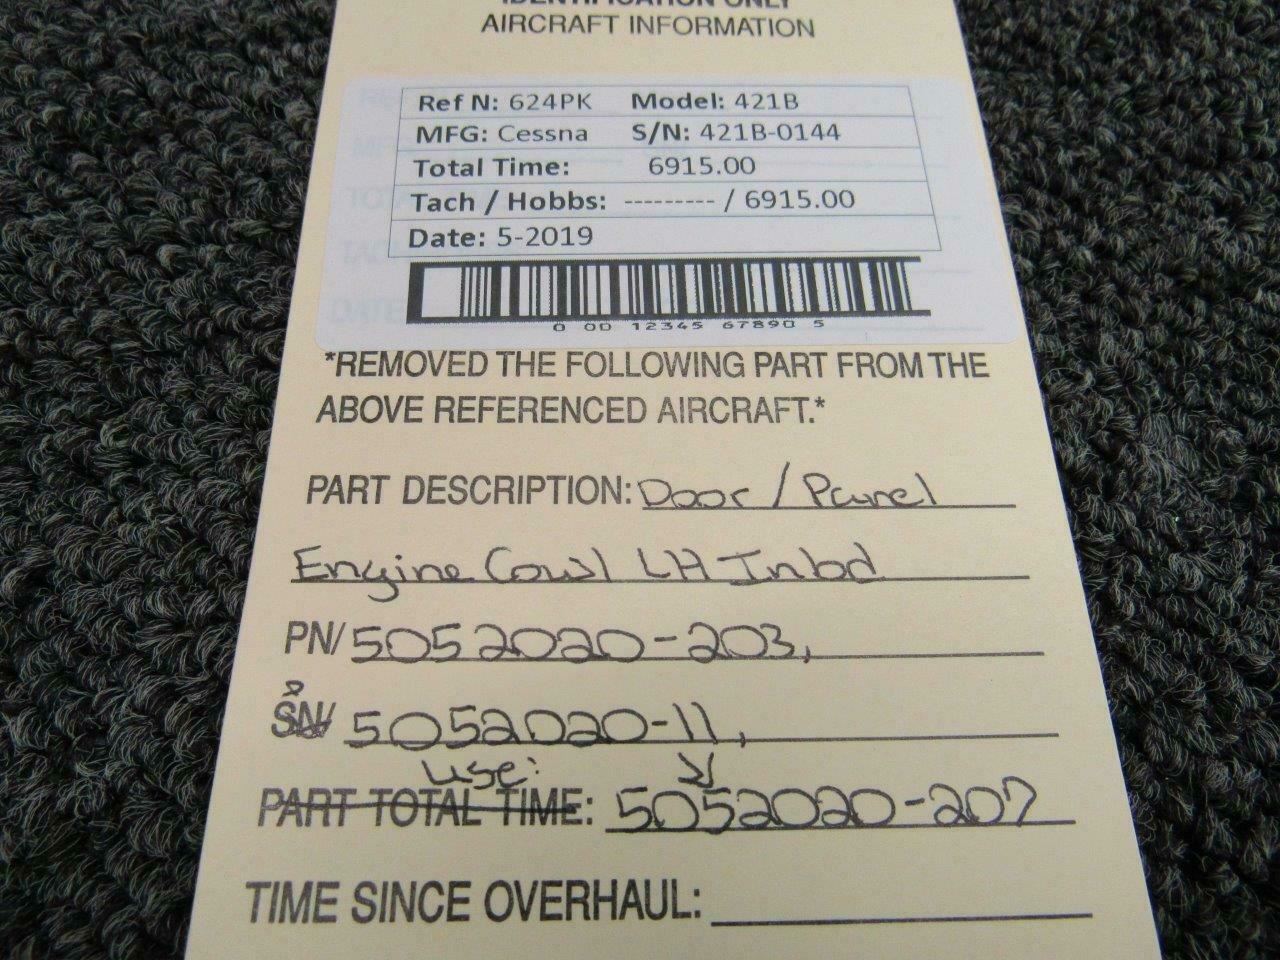 IDENTIFICATION ONLY
AIRCRAFT INFORMATION
Ref N: 624PK Model: 421B
MFG: Cessna S/N: 421B-0144
Total Time: 6915.00
Tach / Hobbs: --------- / 6915.00
Date: 5-2019
0 00 12345 67890 5
*REMOVED THE FOLLOWING PART FROM THE
ABOVE REFERENCED AIRCRAFT.*
PART DESCRIPTION: Door / Panel
Engine Cowl LH Inbd
PN/ 5052020-203,
SN/ 5052020-11,
use:
PART TOTAL TIME: 5052020-207
TIME SINCE OVERHAUL: